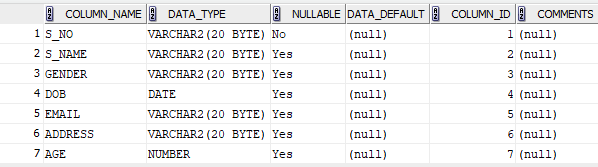 COLUMN_NAME DATA_TYPE NULLABLE DATA_DEFAULT COLUMN_ID COMMENTS
1 S_NO VARCHAR2(20 BYTE) No (null) 1 (null)
2 S_NAME VARCHAR2(20 BYTE) Yes (null) 2 (null)
3 GENDER VARCHAR2(20 BYTE) Yes (null) 3 (null)
4 DOB DATE Yes (null) 4 (null)
5 EMAIL VARCHAR2(20 BYTE) Yes (null) 5 (null)
6 ADDRESS VARCHAR2(20 BYTE) Yes (null) 6 (null)
7 AGE NUMBER Yes (null) 7 (null)